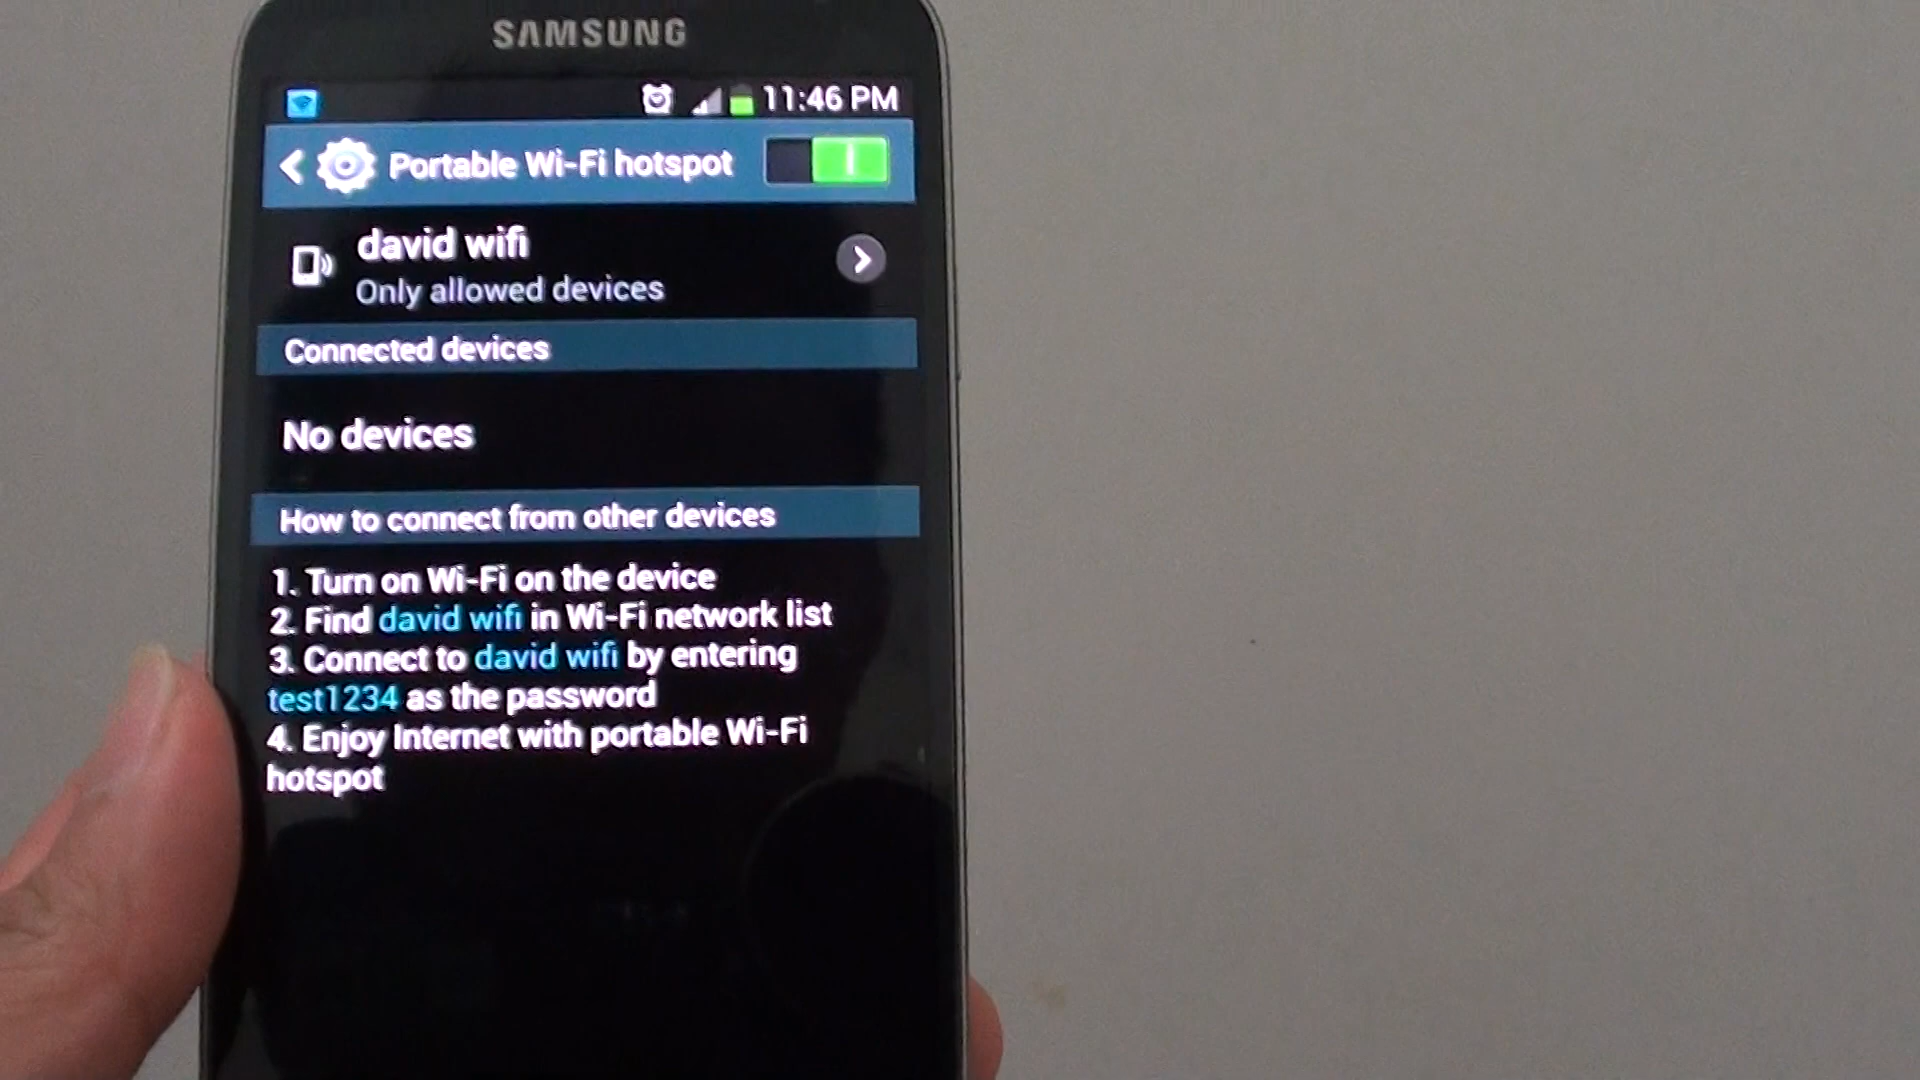 SAMSUNG
11:46 PM
Portable Wi-Fi hotspot
david wifi
Only allowed devices
Connected devices
No devices
How to connect from other devices
1. Turn on Wi-Fi on the device
2. Find david wifi in Wi-Fi network list
3. Connect to david wifi by entering
test1234 as the password
4. Enjoy Internet with portable Wi-Fi
hotspot